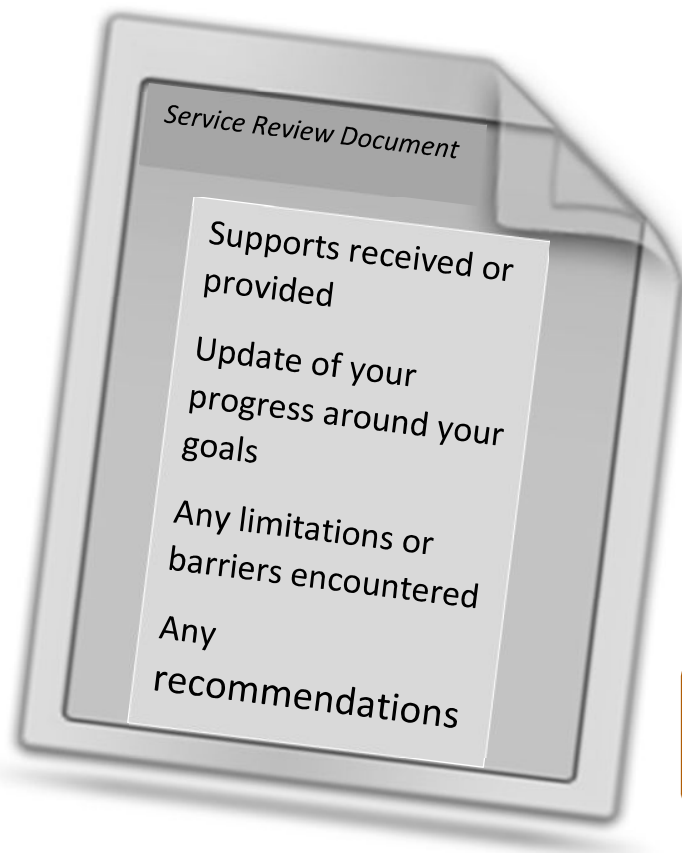 Service Review Document
Supports received or
provided
Update of your
progress around your
goals
Any limitations or
barriers encountered
Any
recommendations